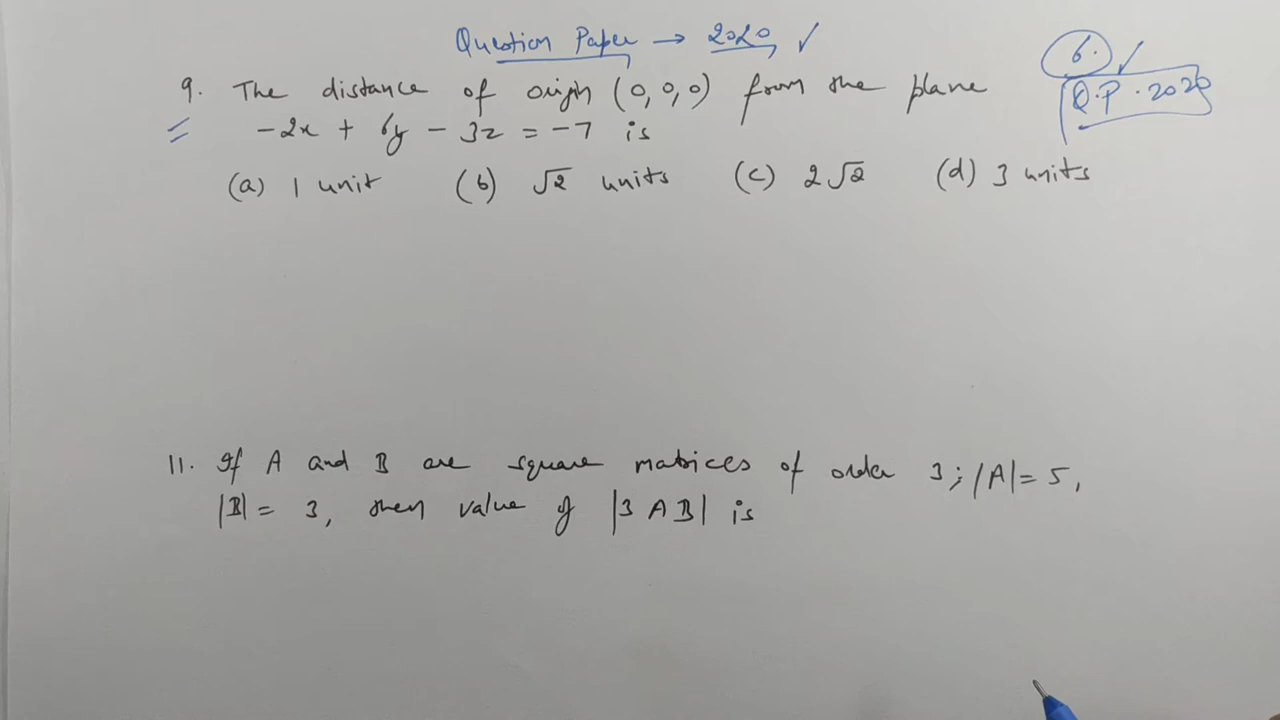 Question Paper → 2020 ✓
6. ✓
Q.P. 2020
9. The distance of origin (0,0,0) from the plane
-2x + 6y - 3z = -7 is
(a) 1 unit (b) √2 units (c) 2√2 (d) 3 units
11. If A and B are square matrices of order 3; |A| = 5,
|B| = 3, then value of |3AB| is